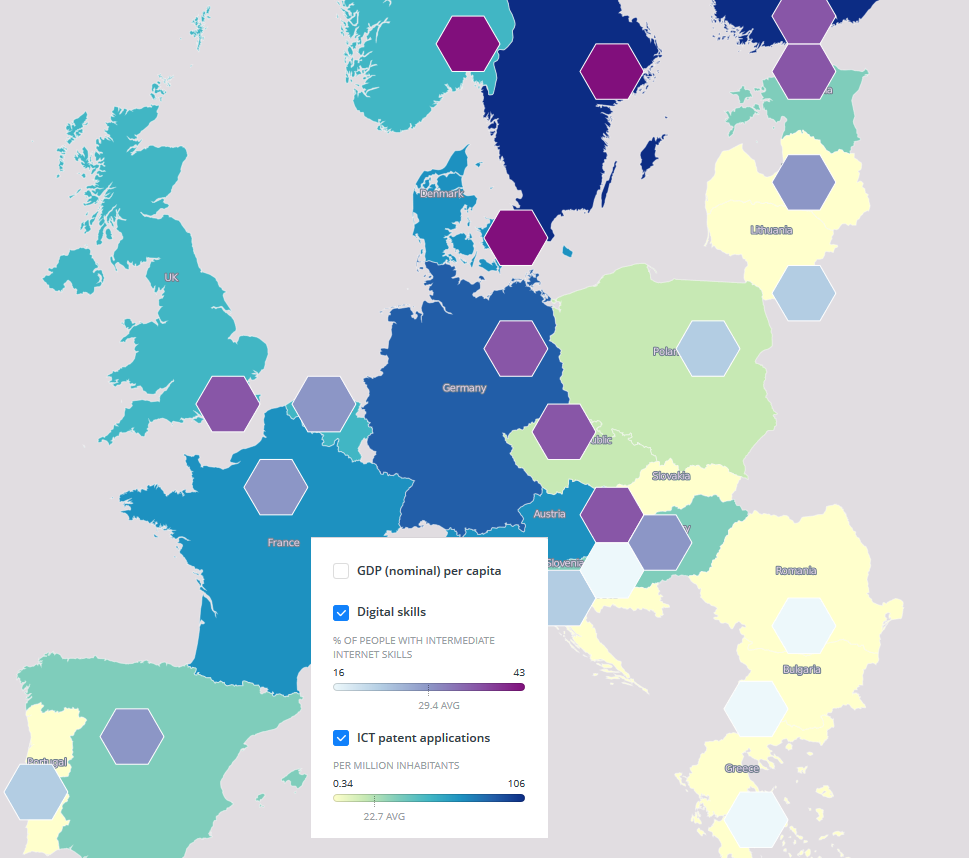 a
Denmark
Lithuania
UK
Polan
Germany
ublic
Slovakia
Austria
y
France
Slovenia
Romania
GDP (nominal) per capita
Digital skills
% OF PEOPLE WITH INTERMEDIATE
INTERNET SKILLS
16 43
29.4 AVG
ICT patent applications
PER MILLION INHABITANTS
0.34 106
22.7 AVG
Bulgaria
Portugal
Greece